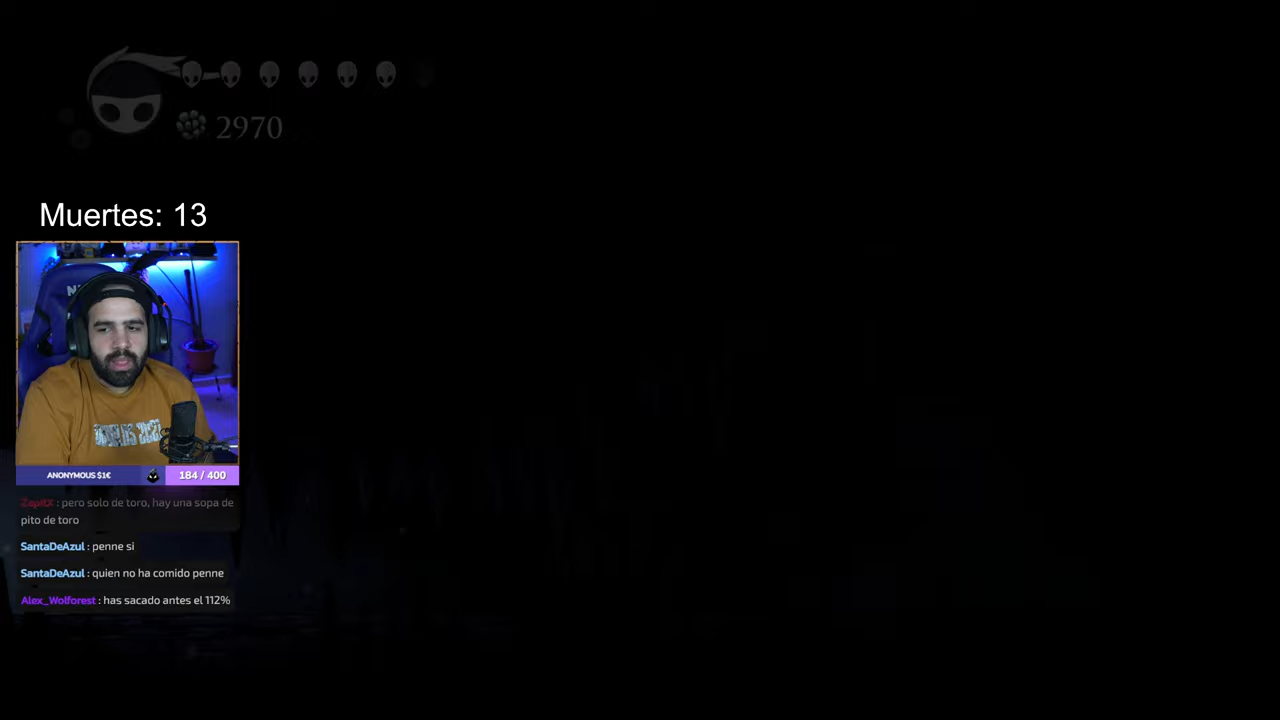 2970
Muertes: 13
ANONYMOUS $1€ 184 / 400
ZepitX : pero solo de toro, hay una sopa de
pito de toro
SantaDeAzul : penne si
SantaDeAzul : quien no ha comido penne
Alex_Wolforest : has sacado antes el 112%